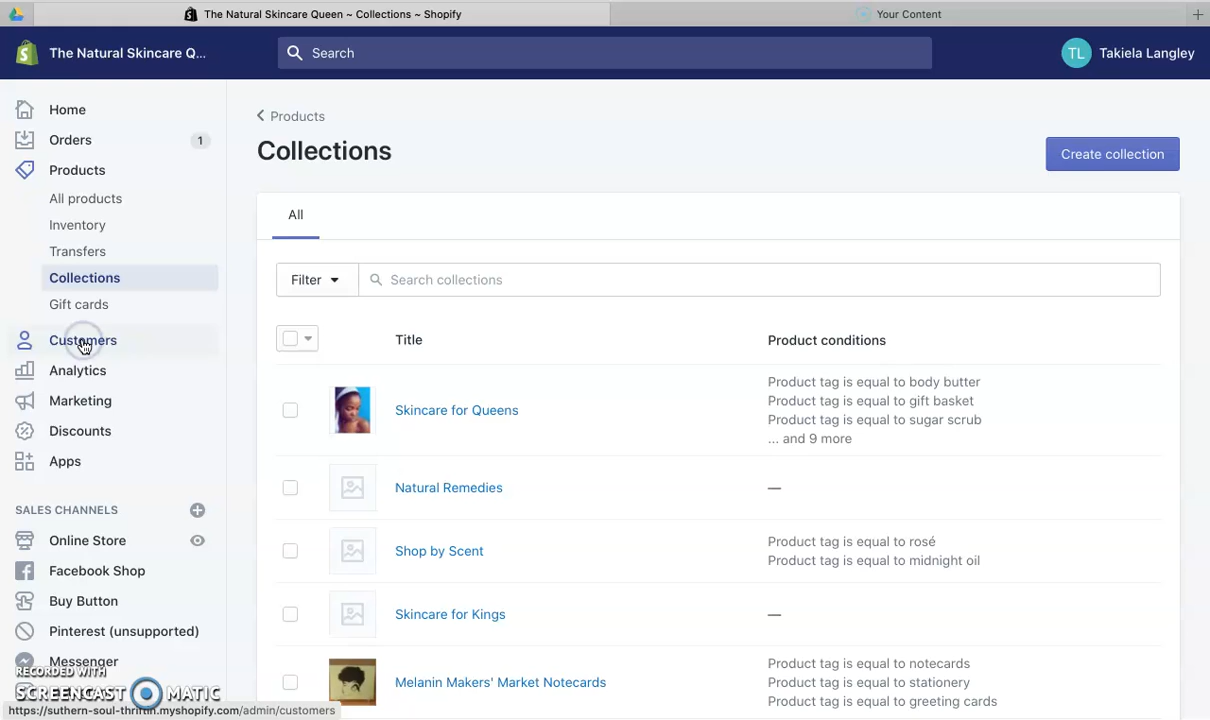 The Natural Skincare Queen ~ Collections ~ Shopify
Your Content
The Natural Skincare Q...
Search
TL
Takiela Langley
Home
Orders
1
Products
All products
Inventory
Transfers
Collections
Gift cards
Customers
Analytics
Marketing
Discounts
Apps
SALES CHANNELS
Online Store
Facebook Shop
Buy Button
Pinterest (unsupported)
Messenger
RECORDED WITH
SCREENCAST MATIC
https://suthern-soul-thriftin.myshopify.com/admin/customers
Products
Collections
Create collection
All
Filter
Search collections
Title
Product conditions
Skincare for Queens
Product tag is equal to body butter
Product tag is equal to gift basket
Product tag is equal to sugar scrub
... and 9 more
Natural Remedies
—
Shop by Scent
Product tag is equal to rosé
Product tag is equal to midnight oil
Skincare for Kings
—
Melanin Makers' Market Notecards
Product tag is equal to notecards
Product tag is equal to stationery
Product tag is equal to greeting cards